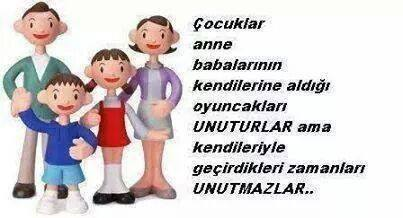 Çocuklar
anne
babalarının
kendilerine aldığı
oyuncakları
UNUTURLAR ama
kendileriyle
geçirdikleri zamanları
UNUTMAZLAR..